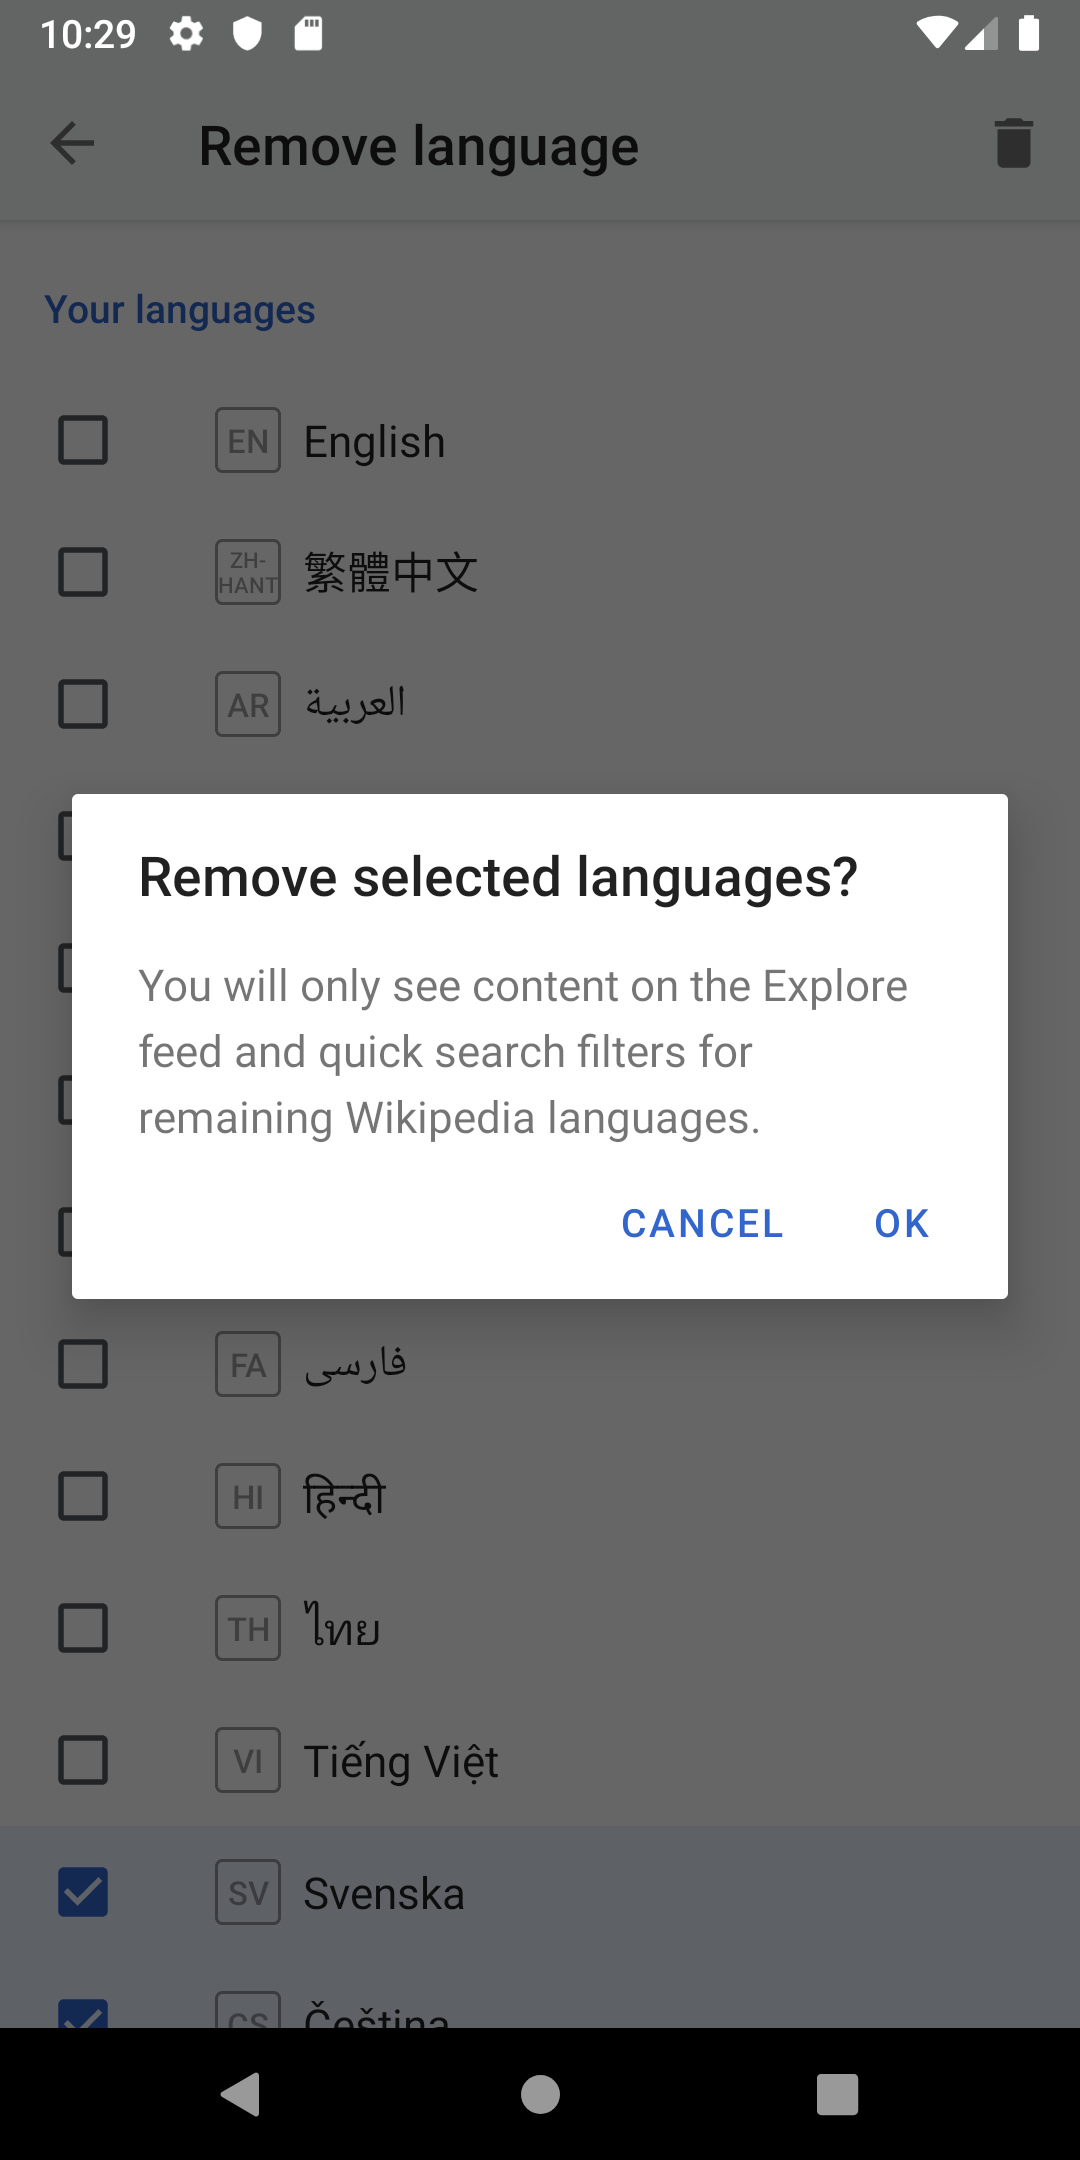 10:29
Remove language
Your languages
EN English
ZH-
HANT 繁體中文
AR العربية
Remove selected languages?
You will only see content on the Explore
feed and quick search filters for
remaining Wikipedia languages.
CANCEL OK
FA فارسی
HI हिन्दी
TH ไทย
VI Tiếng Việt
SV Svenska
CS Čeština